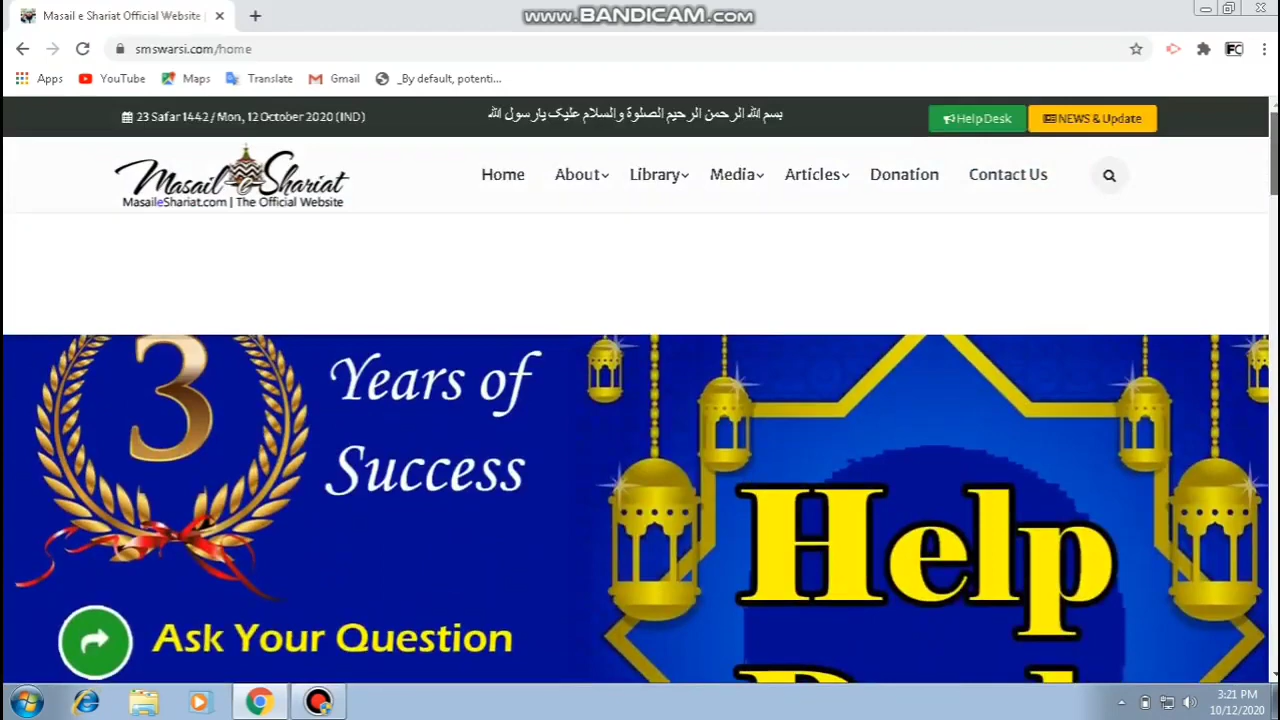 Masail e Shariat Official Website |
www.BANDICAM.com
smswarsi.com/home
Apps
YouTube
Maps
Translate
Gmail
_By default, potenti...
23 Safar 1442 / Mon, 12 October 2020 (IND)
بسم اللہ الرحمن الرحیم الصلوۃ والسلام علیک یارسول اللہ
Help Desk
NEWS & Update
Masail e Shariat
MasaileShariat.com | The Official Website
Home
About
Library
Media
Articles
Donation
Contact Us
3
Years of
Success
Help
Ask Your Question
3:21 PM
10/12/2020